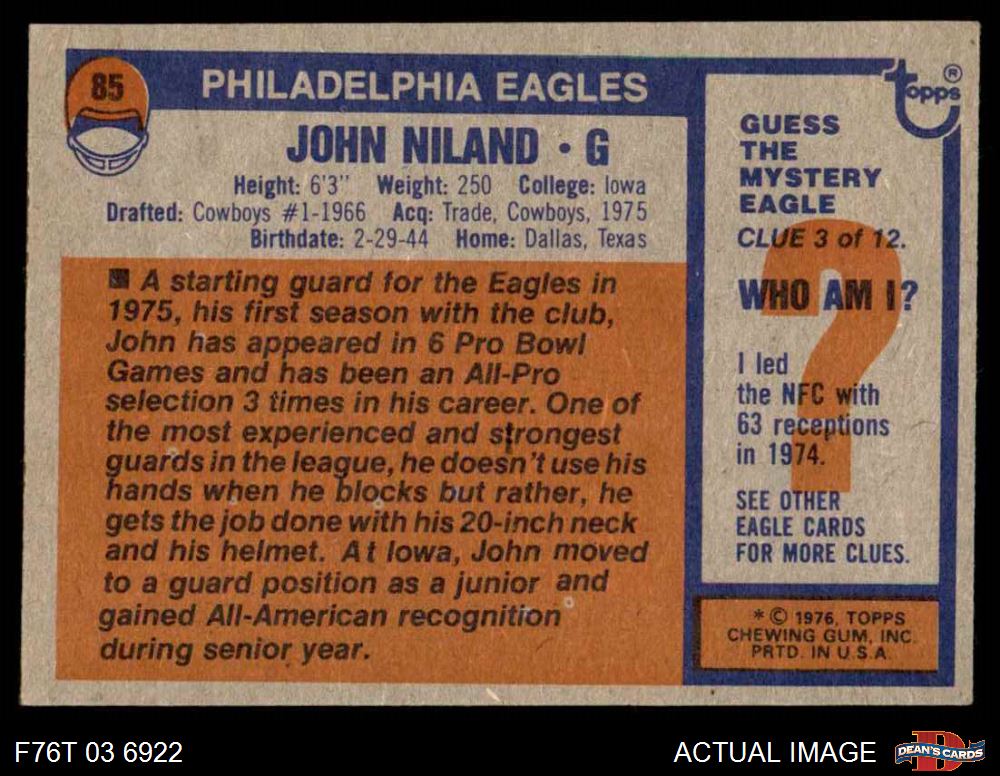 85
PHILADELPHIA EAGLES
JOHN NILAND • G
Height: 6'3" Weight: 250 College: Iowa
Drafted: Cowboys #1-1966 Acq: Trade, Cowboys, 1975
Birthdate: 2-29-44 Home: Dallas, Texas
■ A starting guard for the Eagles in
1975, his first season with the club,
John has appeared in 6 Pro Bowl
Games and has been an All-Pro
selection 3 times in his career. One of
the most experienced and strongest
guards in the league, he doesn't use his
hands when he blocks but rather, he
gets the job done with his 20-inch neck
and his helmet. At Iowa, John moved
to a guard position as a junior and
gained All-American recognition
during senior year.
topps ®
GUESS
THE
MYSTERY
EAGLE
CLUE 3 of 12.
WHO AM I?
?
I led
the NFC with
63 receptions
in 1974.
SEE OTHER
EAGLE CARDS
FOR MORE CLUES.
* © 1976, TOPPS
CHEWING GUM, INC.
PRTD. IN U.S.A.
F76T 03 6922
ACTUAL IMAGE
DEAN'S CARDS